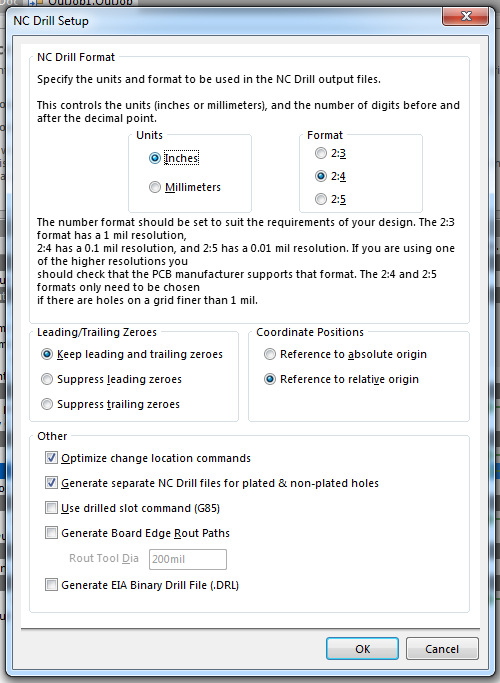 OutJob1.OutJob
NC Drill Setup
NC Drill Format
Specify the units and format to be used in the NC Drill output files.
This controls the units (inches or millimeters), and the number of digits before and
after the decimal point.
Units
Format
Inches
2:3
2:4
Millimeters
2:5
The number format should be set to suit the requirements of your design. The 2:3
format has a 1 mil resolution,
2:4 has a 0.1 mil resolution, and 2:5 has a 0.01 mil resolution. If you are using one
of the higher resolutions you
should check that the PCB manufacturer supports that format. The 2:4 and 2:5
formats only need to be chosen
if there are holes on a grid finer than 1 mil.
Leading/Trailing Zeroes
Keep leading and trailing zeroes
Suppress leading zeroes
Suppress trailing zeroes
Coordinate Positions
Reference to absolute origin
Reference to relative origin
Other
Optimize change location commands
Generate separate NC Drill files for plated & non-plated holes
Use drilled slot command (G85)
Generate Board Edge Rout Paths
Rout Tool Dia 200mil
Generate EIA Binary Drill File (.DRL)
OK
Cancel